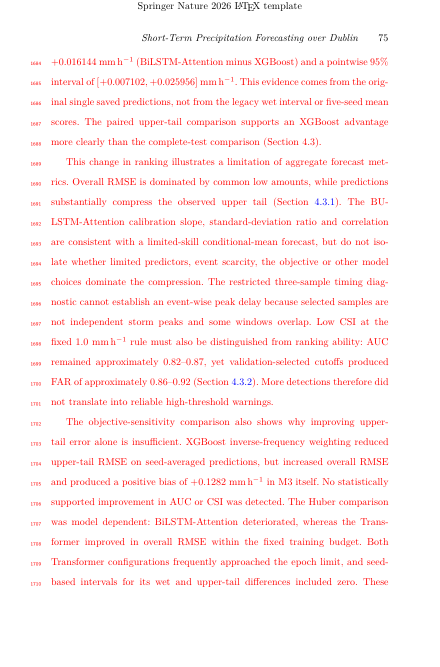 Springer Nature 2026 LATEX template
Short-Term Precipitation Forecasting over Dublin 75
1684 +0.016144 mm h−1 (BiLSTM-Attention minus XGBoost) and a pointwise 95%
1685 interval of [+0.007102, +0.025956] mm h−1. This evidence comes from the orig-
1686 inal single saved predictions, not from the legacy wet interval or five-seed mean
1687 scores. The paired upper-tail comparison supports an XGBoost advantage
1688 more clearly than the complete-test comparison (Section 4.3).
1689 This change in ranking illustrates a limitation of aggregate forecast met-
1690 rics. Overall RMSE is dominated by common low amounts, while predictions
1691 substantially compress the observed upper tail (Section 4.3.1). The BU-
1692 LSTM-Attention calibration slope, standard-deviation ratio and correlation
1693 are consistent with a limited-skill conditional-mean forecast, but do not iso-
1694 late whether limited predictors, event scarcity, the objective or other model
1695 choices dominate the compression. The restricted three-sample timing diag-
1696 nostic cannot establish an event-wise peak delay because selected samples are
1697 not independent storm peaks and some windows overlap. Low CSI at the
1698 fixed 1.0 mm h−1 rule must also be distinguished from ranking ability: AUC
1699 remained approximately 0.82–0.87, yet validation-selected cutoffs produced
1700 FAR of approximately 0.86–0.92 (Section 4.3.2). More detections therefore did
1701 not translate into reliable high-threshold warnings.
1702 The objective-sensitivity comparison also shows why improving upper-
1703 tail error alone is insufficient. XGBoost inverse-frequency weighting reduced
1704 upper-tail RMSE on seed-averaged predictions, but increased overall RMSE
1705 and produced a positive bias of +0.1282 mm h−1 in M3 itself. No statistically
1706 supported improvement in AUC or CSI was detected. The Huber comparison
1707 was model dependent; BiLSTM-Attention deteriorated, whereas the Trans-
1708 former improved in overall RMSE within the fixed training budget. Both
1709 Transformer configurations frequently approached the epoch limit, and seed-
1710 based intervals for its wet and upper-tail differences included zero. These